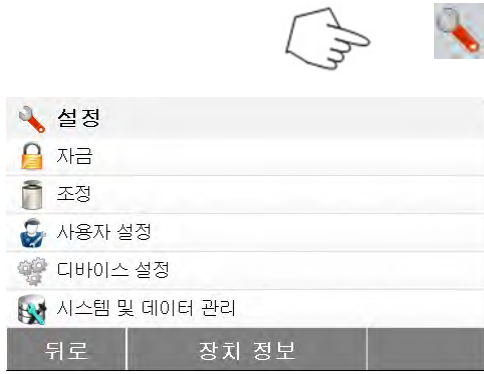 설정
자금
조정
사용자 설정
디바이스 설정
시스템 및 데이터 관리
뒤로 장치 정보